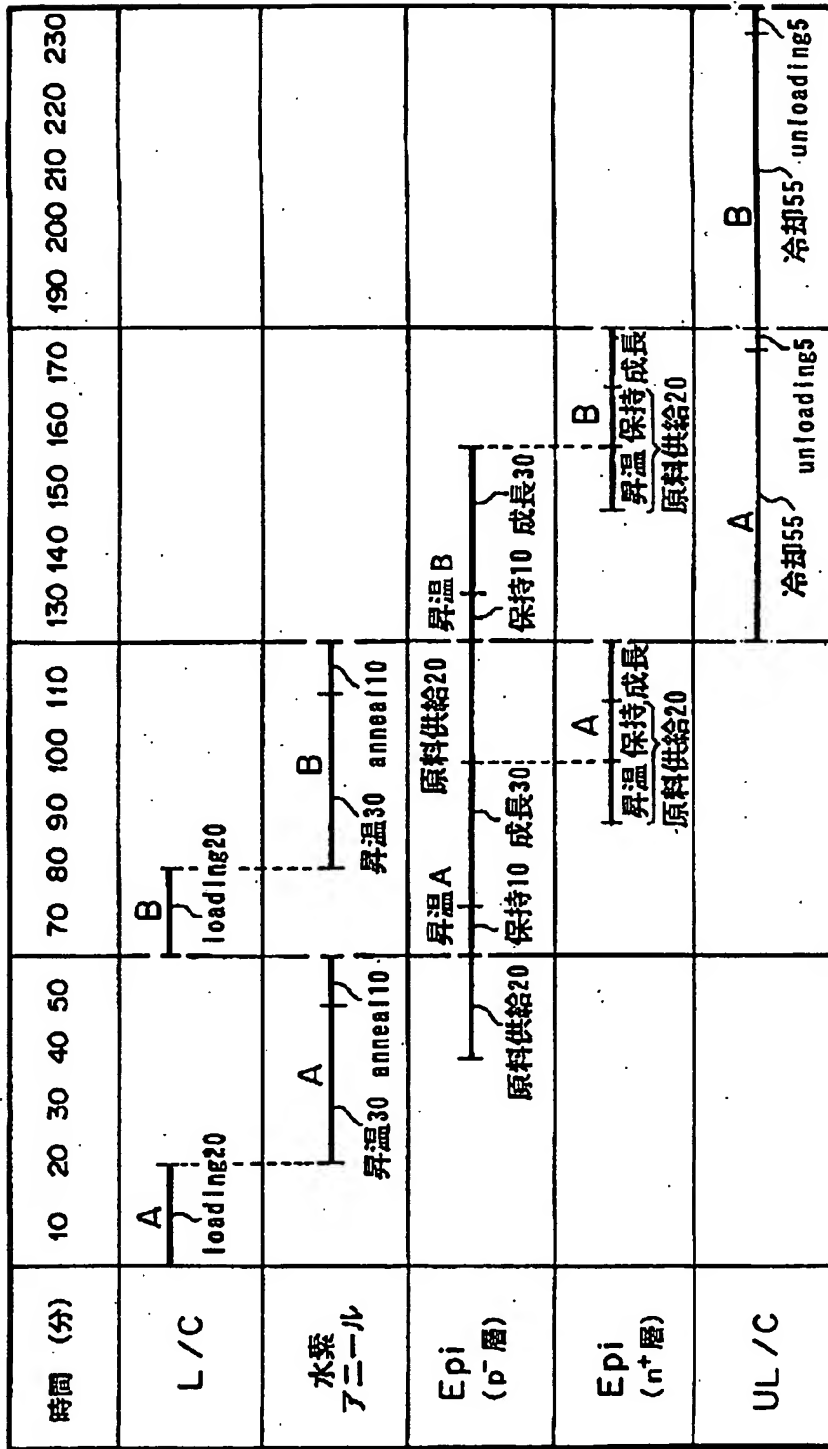 時間 (分)
10 20 30 40 50 70 80 90 100 110 130 140 150 160 170 190 200 210 220 230
L/C
A
loading20
B
loading20
水素
アニール
A
昇温30 anneal10
B
昇温30 anneal10
Epi
(p⁻層)
原料供給20
昇温A
保持10 成長30
原料供給20
昇温B
保持10 成長30
Epi
(n⁺層)
A
昇温 保持 成長
原料供給20
B
昇温 保持 成長
原料供給20
UL/C
A
冷却55 unloading5
B
冷却55 unloading5